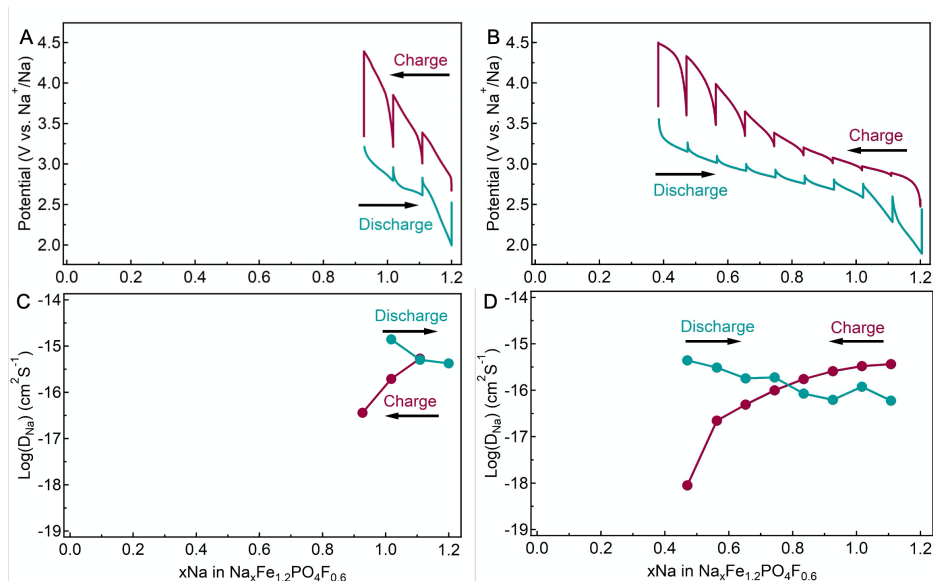 A
4.5
4.0
3.5
3.0
2.5
2.0
Potential (V vs. Na⁺/Na)
Charge
Discharge
0.0 0.2 0.4 0.6 0.8 1.0 1.2
B
4.5
4.0
3.5
3.0
2.5
2.0
Potential (V vs. Na⁺/Na)
Charge
Discharge
0.0 0.2 0.4 0.6 0.8 1.0 1.2
C
-14
-15
-16
-17
-18
-19
Log(D_Na) (cm²S⁻¹)
Discharge
Charge
0.0 0.2 0.4 0.6 0.8 1.0 1.2
xNa in NaₓFe₁.₂PO₄F₀.₆
D
-14
-15
-16
-17
-18
-19
Log(D_Na) (cm²S⁻¹)
Discharge
Charge
0.0 0.2 0.4 0.6 0.8 1.0 1.2
xNa in NaₓFe₁.₂PO₄F₀.₆